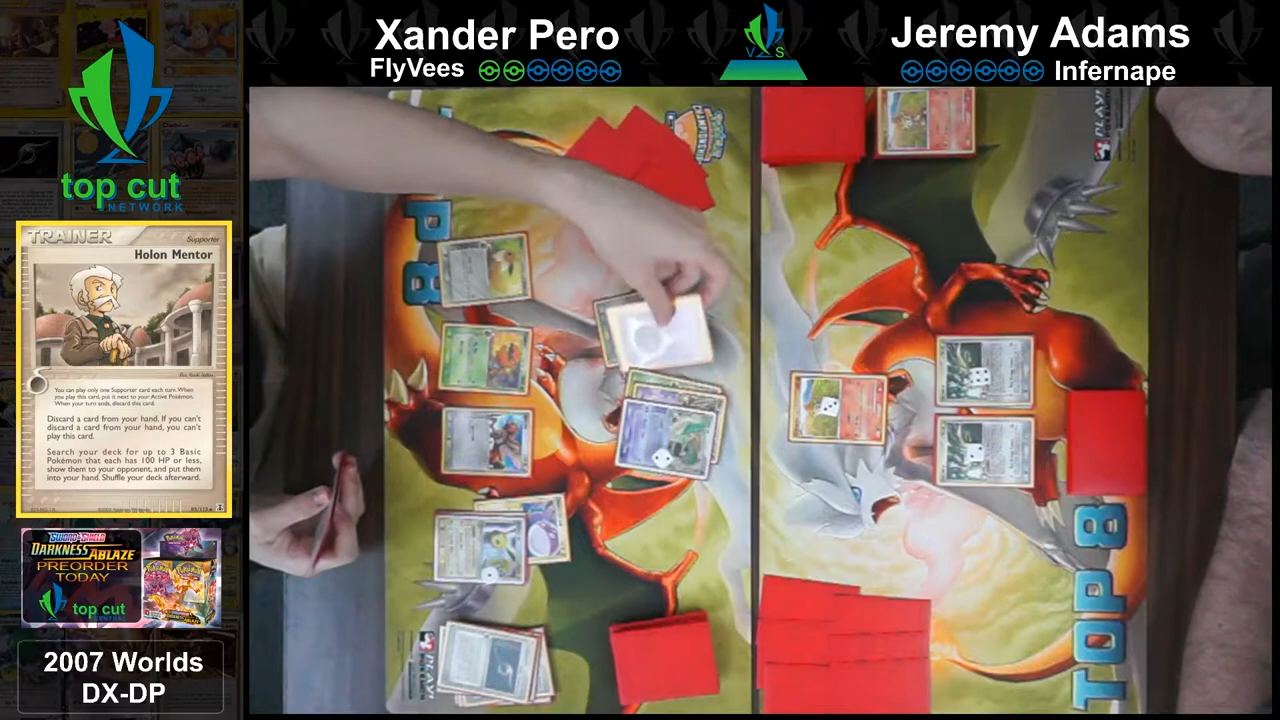 Xander Pero
FlyVees
V S
Jeremy Adams
Infernape
top cut
NETWORK
TRAINER
Supporter
Holon Mentor
You can play only one Supporter card each turn. When
you play this card, put it next to your Active Pokémon.
When your turn ends, discard this card.
Discard a card from your hand. If you can't
discard a card from your hand, you can't
play this card.
Search your deck for up to 3 Basic
Pokémon that each has 100 HP or less,
show them to your opponent, and put them
into your hand. Shuffle your deck afterward.
SWORD & SHIELD
DARKNESS ABLAZE
PREORDER
TODAY
top cut
2007 Worlds
DX-DP
P 8
TOP 8
PLAY!
PLAY!